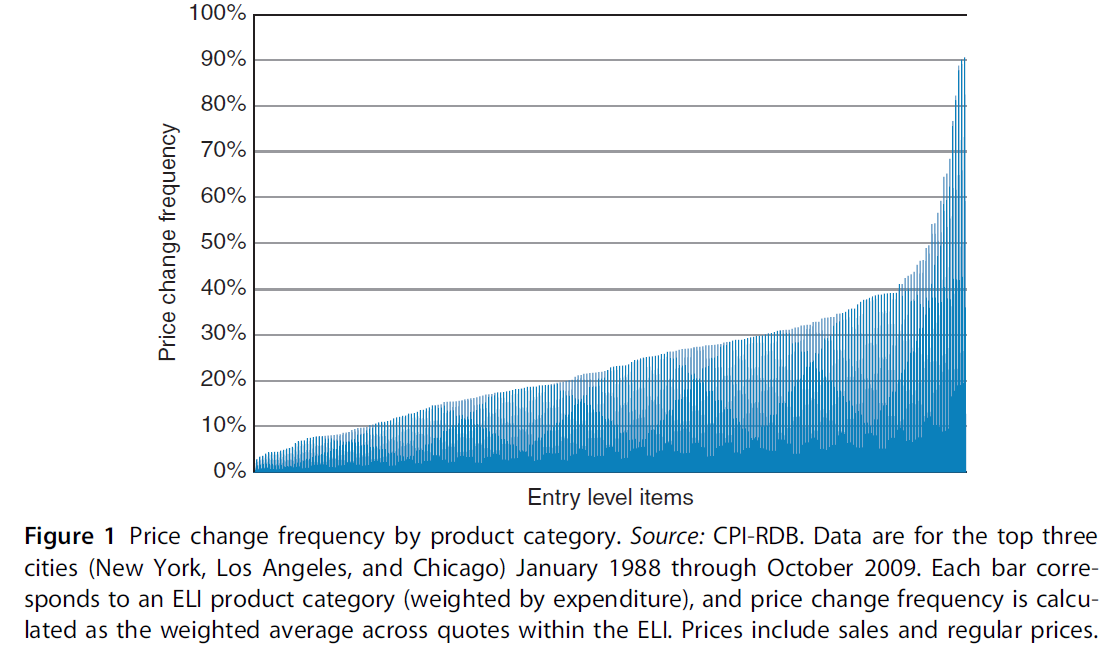 100%
90%
80%
70%
60%
50%
40%
30%
20%
10%
0%
Price change frequency
Entry level items
Figure 1 Price change frequency by product category. Source: CPI-RDB. Data are for the top three
cities (New York, Los Angeles, and Chicago) January 1988 through October 2009. Each bar corre-
sponds to an ELI product category (weighted by expenditure), and price change frequency is calcu-
lated as the weighted average across quotes within the ELI. Prices include sales and regular prices.